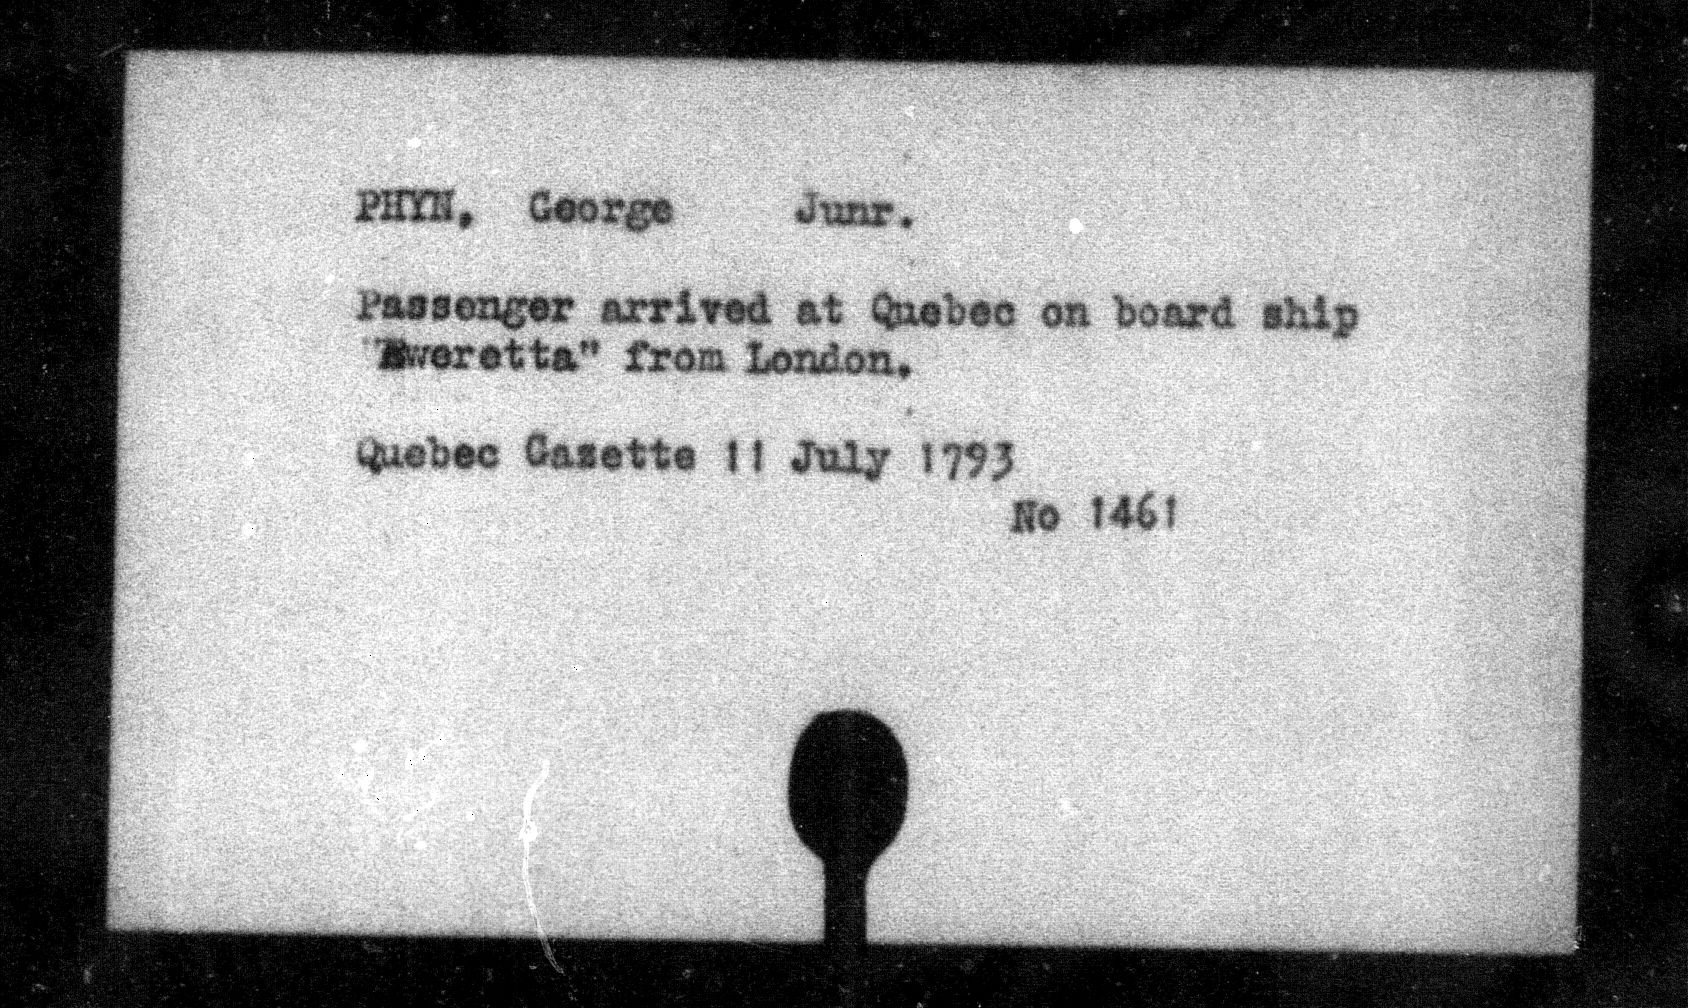 PHYN, George Junr.
Passenger arrived at Quebec on board ship
"Eweretta" from London.
Quebec Gazette 11 July 1793
No 1461